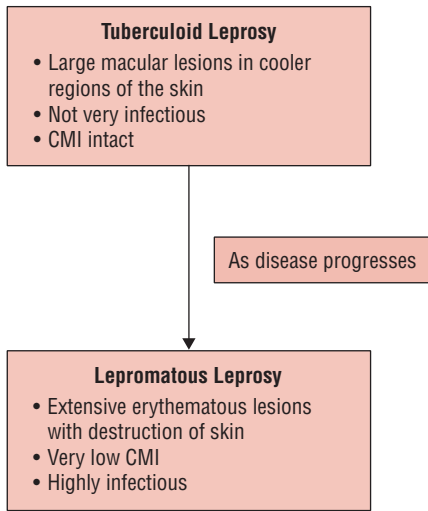 Tuberculoid Leprosy
• Large macular lesions in cooler
regions of the skin
• Not very infectious
• CMI intact
As disease progresses
Lepromatous Leprosy
• Extensive erythematous lesions
with destruction of skin
• Very low CMI
• Highly infectious